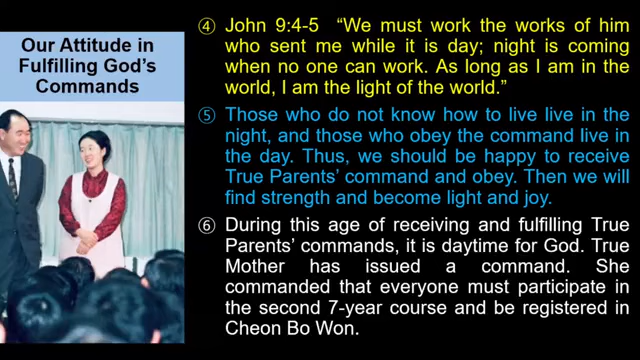 Our Attitude in
Fulfilling God's
Commands
④ John 9:4-5 “We must work the works of him
who sent me while it is day; night is coming
when no one can work. As long as I am in the
world, I am the light of the world.”
⑤ Those who do not know how to live live in the
night, and those who obey the command live in
the day. Thus, we should be happy to receive
True Parents’ command and obey. Then we will
find strength and become light and joy.
⑥ During this age of receiving and fulfilling True
Parents’ commands, it is daytime for God. True
Mother has issued a command. She
commanded that everyone must participate in
the second 7-year course and be registered in
Cheon Bo Won.